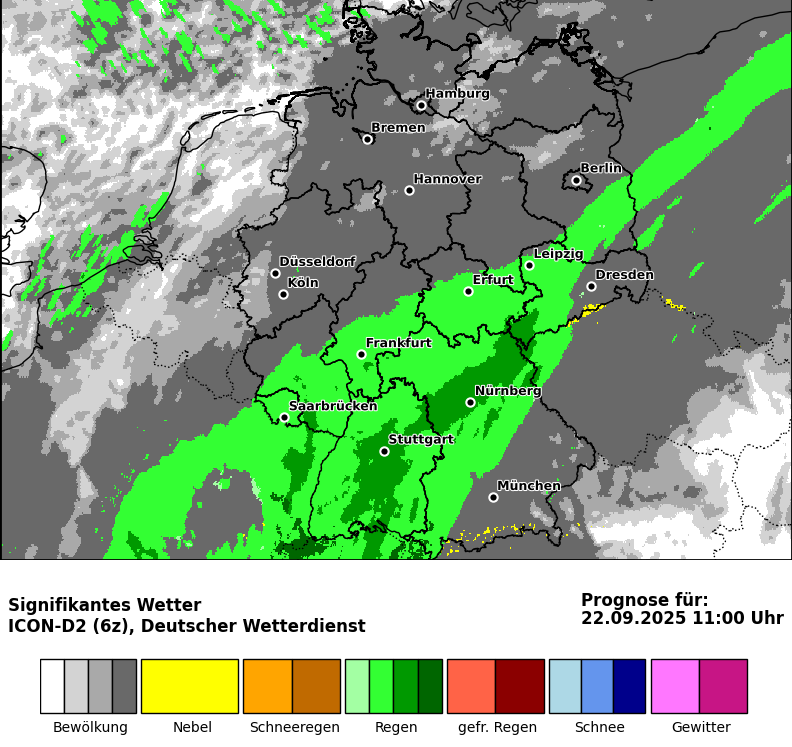 Hamburg
Bremen
Berlin
Hannover
Leipzig
Düsseldorf
Dresden
Köln
Erfurt
Frankfurt
Nürnberg
Saarbrücken
Stuttgart
München
Signifikantes Wetter
ICON-D2 (6z), Deutscher Wetterdienst
Prognose für:
22.09.2025 11:00 Uhr
Bewölkung Nebel Schneeregen Regen gefr. Regen Schnee Gewitter